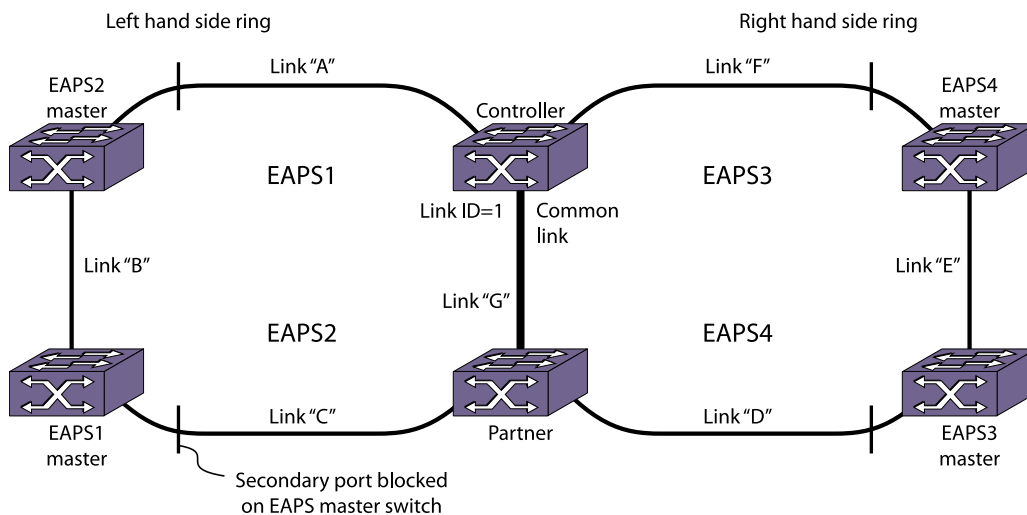 Left hand side ring
Right hand side ring
Link “A”
Link “F”
EAPS2
master
Controller
EAPS4
master
EAPS1
EAPS3
Link ID=1
Common
link
Link “B”
Link “E”
Link “G”
EAPS2
EAPS4
Link “C”
Link “D”
EAPS1
master
Partner
EAPS3
master
Secondary port blocked
on EAPS master switch